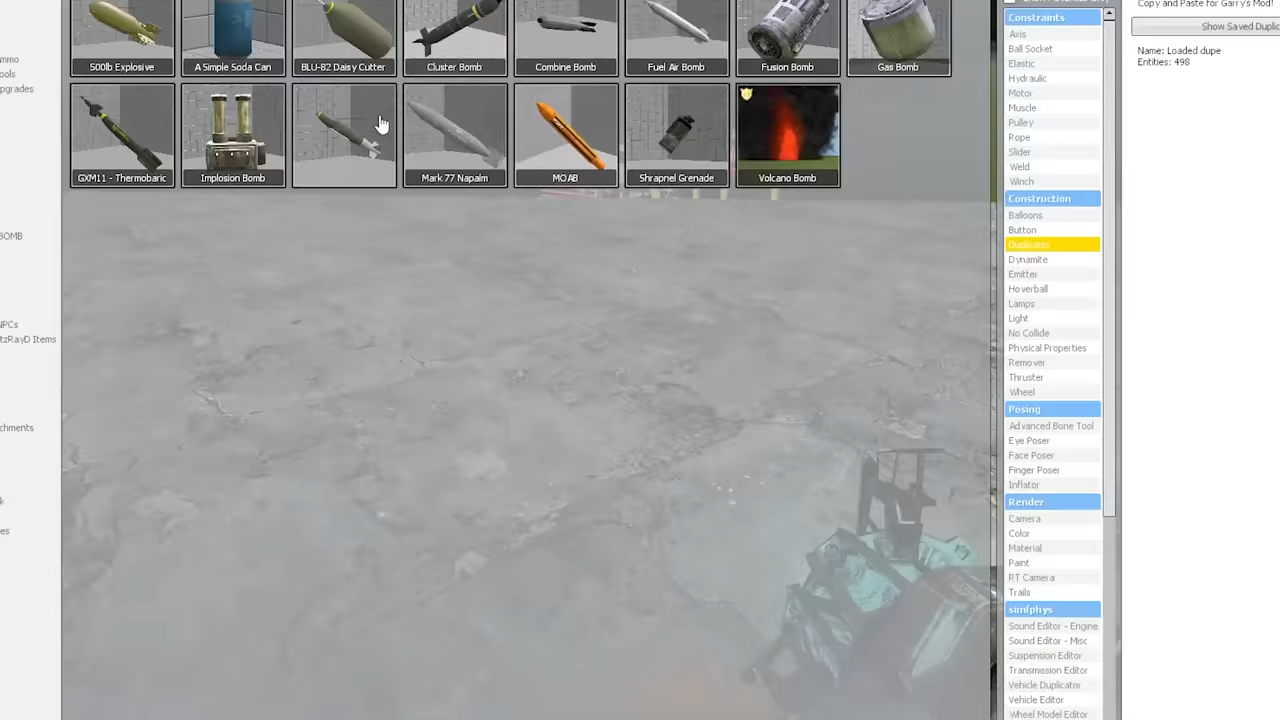 Copy and Paste for Garry's Mod!
Show Saved Duplic
Name: Loaded dupe
Entities: 498
mmo
ools
pgrades
BOMB
NPCs
tzRayD Items
chments
k
es
500lb Explosive
A Simple Soda Can
BLU-82 Daisy Cutter
Cluster Bomb
Combine Bomb
Fuel Air Bomb
Fusion Bomb
Gas Bomb
GXM11 - Thermobaric
Implosion Bomb
Mark 77 Napalm
MOAB
Shrapnel Grenade
Volcano Bomb
Constraints
Axis
Ball Socket
Elastic
Hydraulic
Motor
Muscle
Pulley
Rope
Slider
Weld
Winch
Construction
Balloons
Button
Duplicator
Dynamite
Emitter
Hoverball
Lamps
Light
No Collide
Physical Properties
Remover
Thruster
Wheel
Posing
Advanced Bone Tool
Eye Poser
Face Poser
Finger Poser
Inflator
Render
Camera
Color
Material
Paint
RT Camera
Trails
simfphys
Sound Editor - Engine
Sound Editor - Misc
Suspension Editor
Transmission Editor
Vehicle Duplicator
Vehicle Editor
Wheel Model Editor